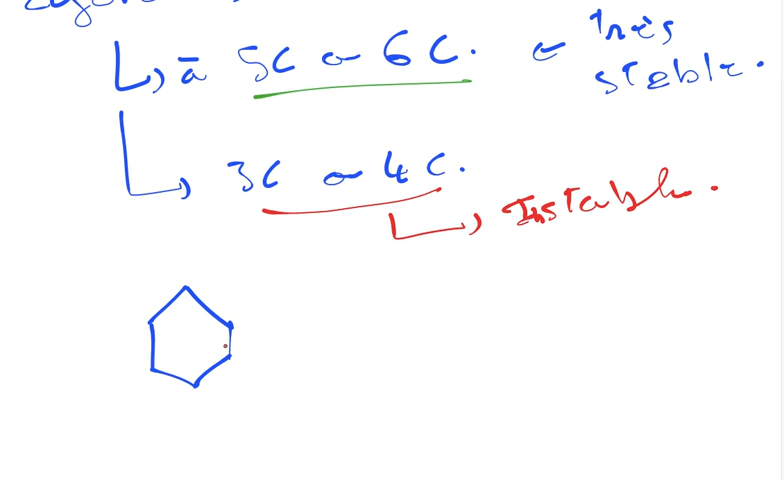 ↳ à 5C ou 6C. ← très
stable.
↳ 3C ou 4C.
↳ Instable.